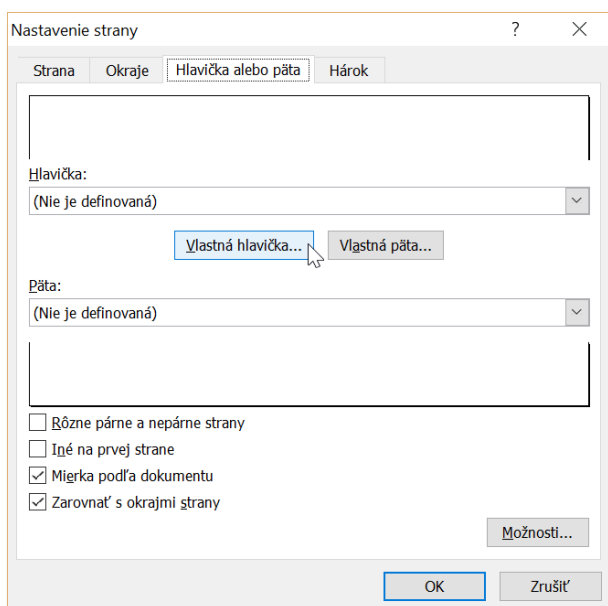 Nastavenie strany ?
Strana Okraje Hlavička alebo päta Hárok
Hlavička:
(Nie je definovaná)
Vlastná hlavička... Vlastná päta...
Päta:
(Nie je definovaná)
Rôzne párne a nepárne strany
Iné na prvej strane
Mierka podľa dokumentu
Zarovnať s okrajmi strany
Možnosti...
OK Zrušiť